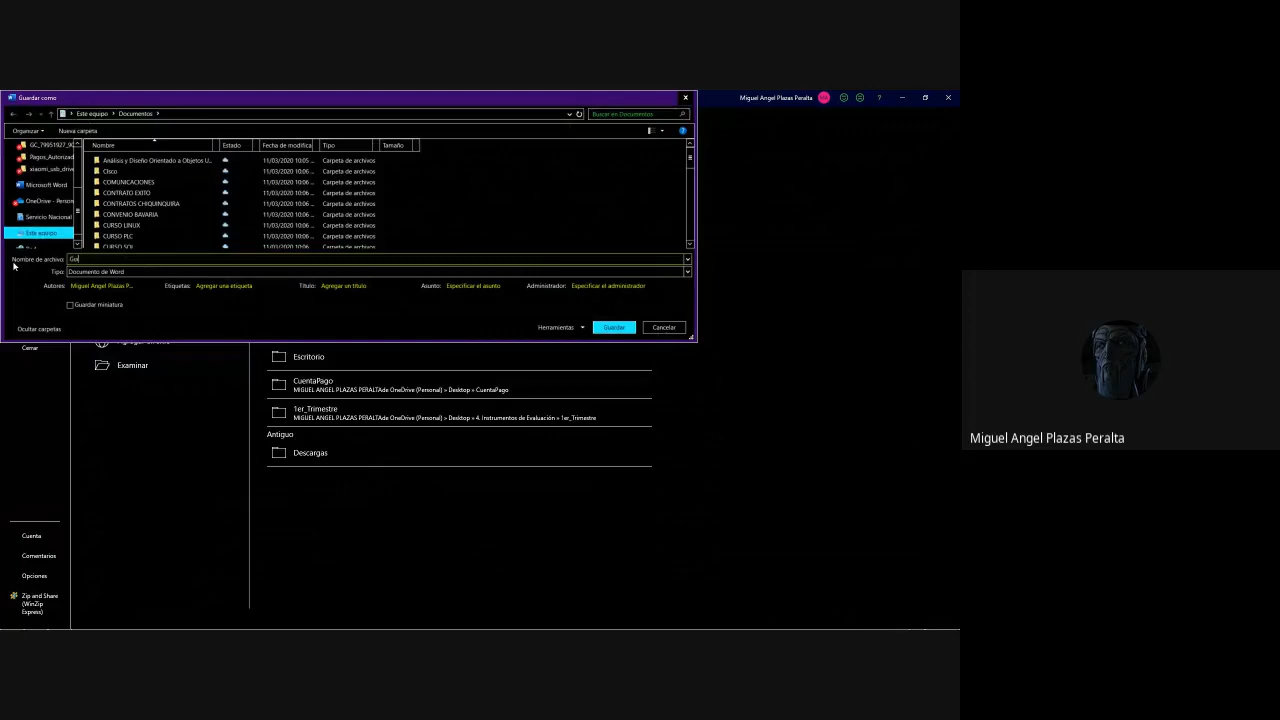 Guardar como
Miguel Angel Plazas Peralta
Este equipo > Documentos >
Buscar en Documentos
Organizar
Nueva carpeta
Nombre Estado Fecha de modifica Tipo Tamaño
GC_79951927_90
Pagos_Autorizad
xiaomi_usb_drive
Microsoft Word
OneDrive - Person
Servicio Nacional
Este equipo
Análisis y Diseño Orientado a Objetos U... 11/03/2020 10:05 ... Carpeta de archivos
CIsco 11/03/2020 10:06 ... Carpeta de archivos
COMUNICACIONES 11/03/2020 10:06 ... Carpeta de archivos
CONTRATO EXITO 11/03/2020 10:06 ... Carpeta de archivos
CONTRATOS CHIQUINQUIRA 11/03/2020 10:06 ... Carpeta de archivos
CONVENIO BAVARIA 11/03/2020 10:06 ... Carpeta de archivos
CURSO LINUX 11/03/2020 10:06 ... Carpeta de archivos
CURSO PLC 11/03/2020 10:06 ... Carpeta de archivos
CURSO SQL 11/03/2020 10:06 ... Carpeta de archivos
Nombre de archivo: Gui
Tipo: Documento de Word
Autores: Miguel Angel Plazas P... Etiquetas: Agregar una etiqueta Título: Agregar un título Asunto: Especificar el asunto Administrador: Especificar el administrador
Guardar miniatura
Ocultar carpetas
Herramientas
Guardar
Cancelar
Cerrar
Examinar
Escritorio
CuentaPago
MIGUEL ANGEL PLAZAS PERALTAde OneDrive (Personal) > Desktop » CuentaPago
1er_Trimestre
MIGUEL ANGEL PLAZAS PERALTAde OneDrive (Personal) > Desktop » 4. Instrumentos de Evaluación » 1er_Trimestre
Antiguo
Descargas
Cuenta
Comentarios
Opciones
Zip and Share
(WinZip
Express)
Miguel Angel Plazas Peralta